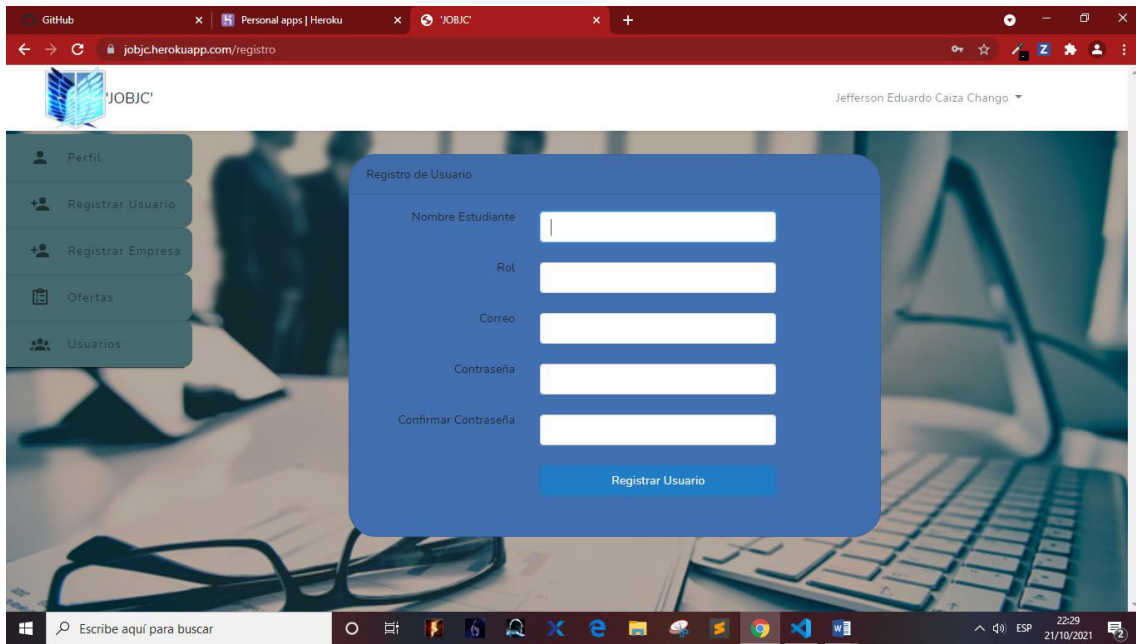 GitHub
Personal apps | Heroku
'JOBJC'
jobjc.herokuapp.com/registro
Z
'JOBJC'
Jefferson Eduardo Caiza Chango
Perfil
Registrar Usuario
Registrar Empresa
Ofertas
Usuarios
Registro de Usuario
Nombre Estudiante
Rol
Correo
Contraseña
Confirmar Contraseña
Registrar Usuario
Escribe aquí para buscar
ESP
22:29
21/10/2021
2